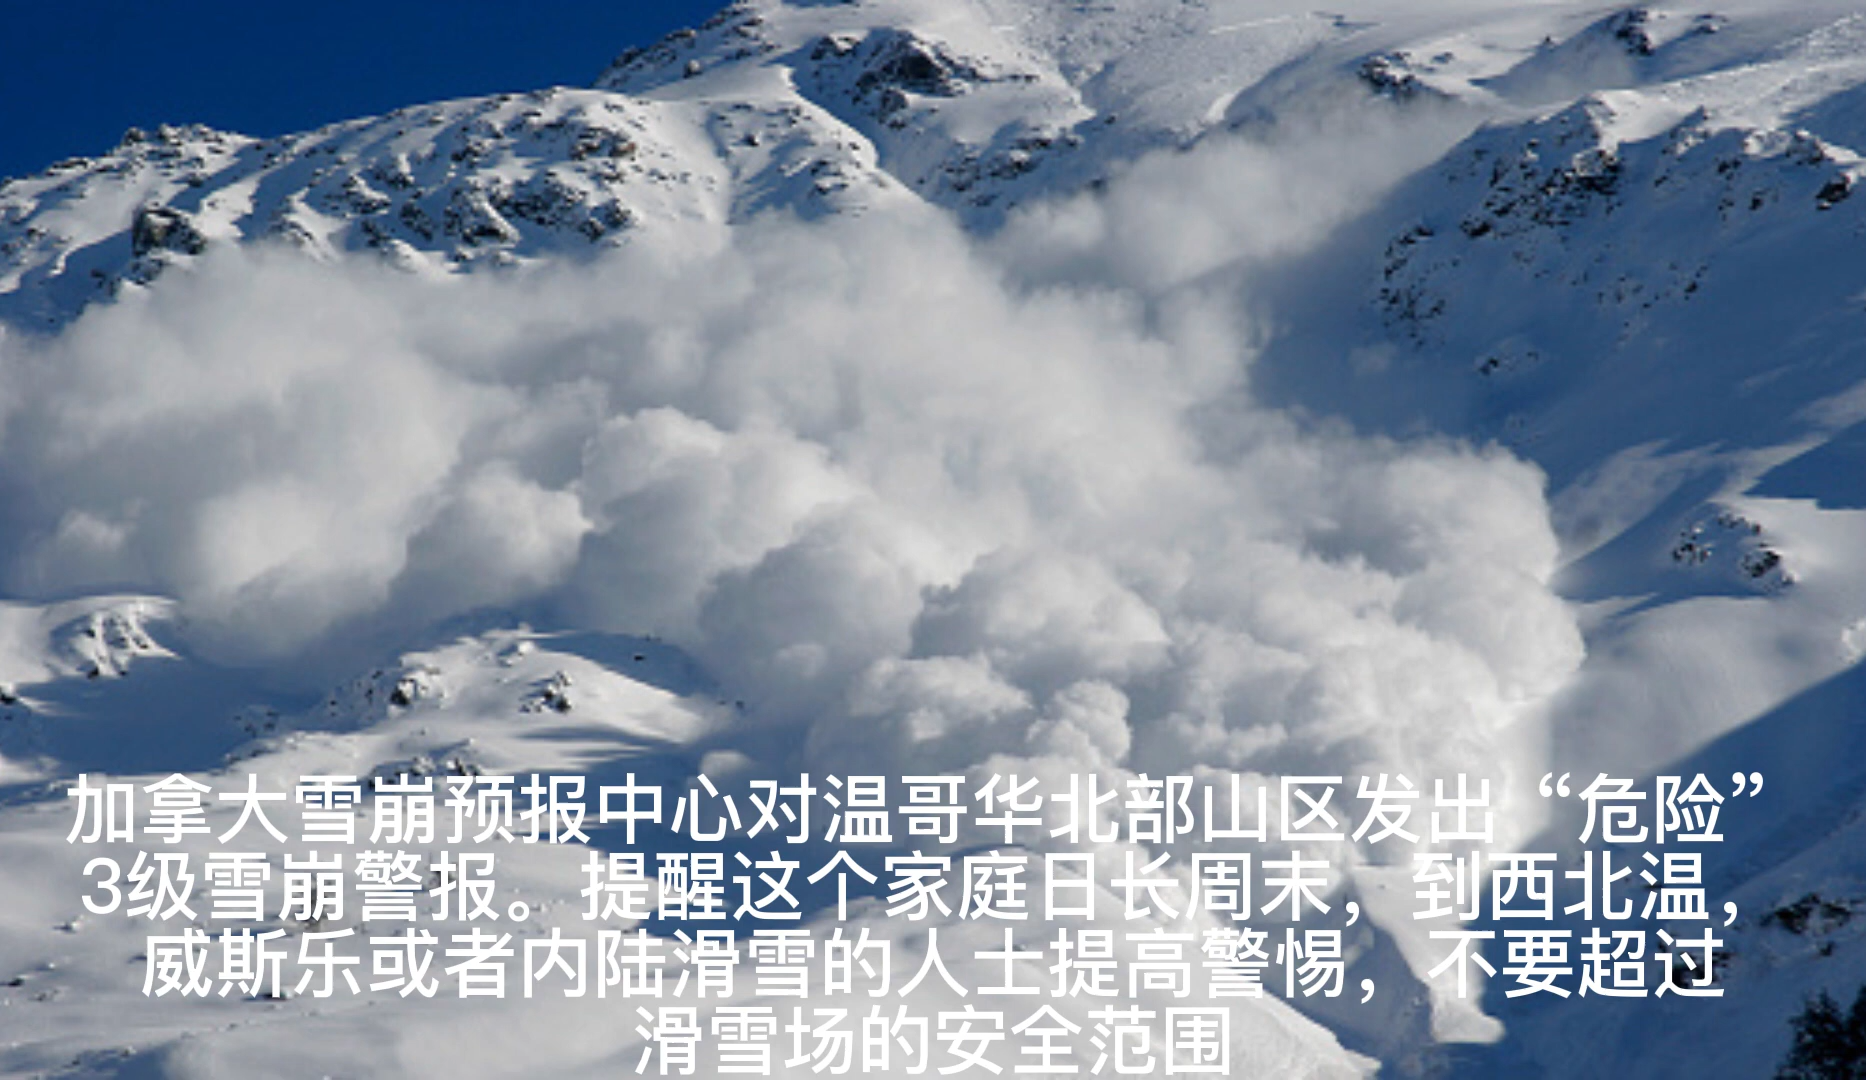 加拿大雪崩预报中心对温哥华北部山区发出“危险”
3级雪崩警报。提醒这个家庭日长周末，到西北温，
威斯乐或者内陆滑雪的人士提高警惕，不要超过
滑雪场的安全范围